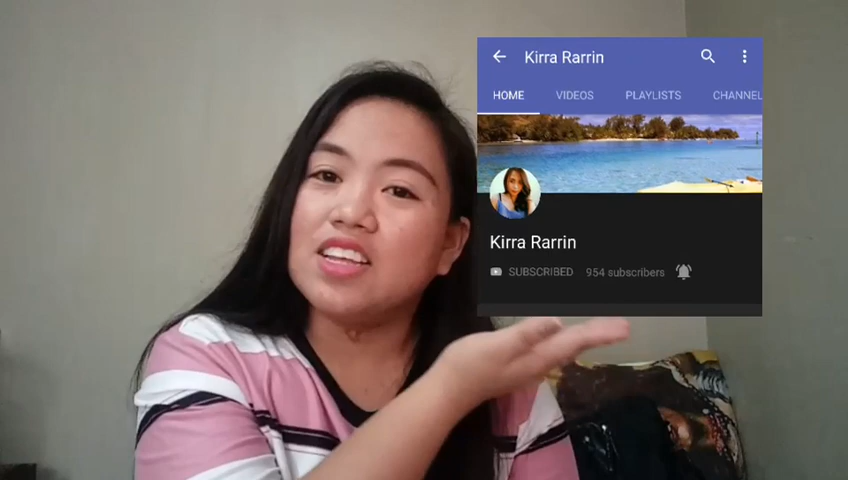 Kirra Rarrin
HOME VIDEOS PLAYLISTS CHANNEL
Kirra Rarrin
SUBSCRIBED 954 subscribers